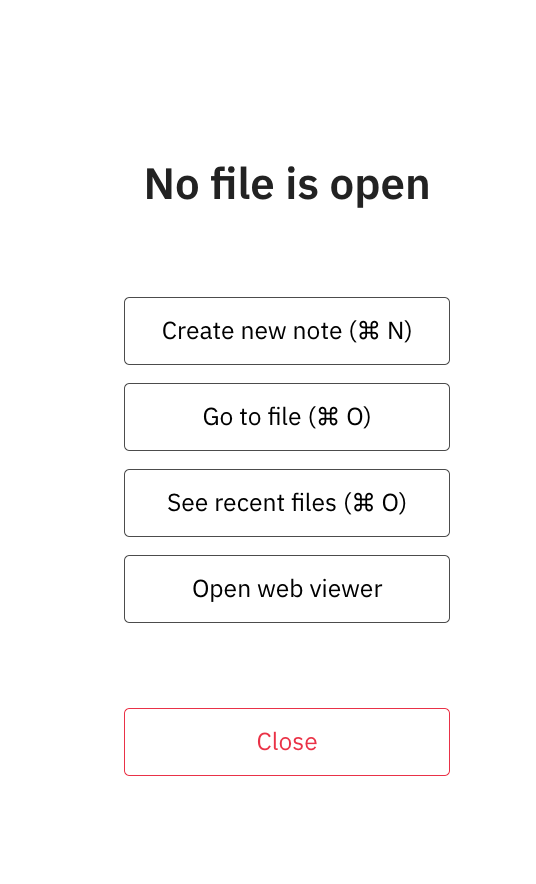 No file is open
Create new note (⌘ N)
Go to file (⌘ O)
See recent files (⌘ O)
Open web viewer
Close